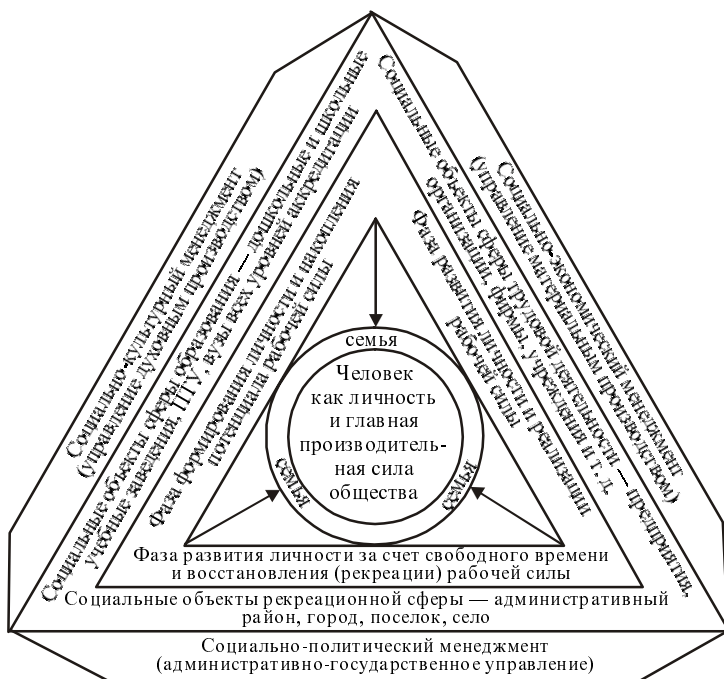 Социально-культурный менеджмент
(управление духовным производством)
Социальные объекты сферы образования — дошкольные и школьные
учебные заведения, ПТУ, вузы всех уровней аккредитации
Фаза формирования личности и накопления
потенциала рабочей силы
Социально-экономический менеджмент
(управление материальным производством)
Социальные объекты сферы трудовой деятельности — предприятия,
организации, фирмы, учреждения и т. д.
Фаза развития личности и реализации
рабочей силы
семья
Человек
как личность
и главная
производитель-
ная сила
общества
семья
семья
Фаза развития личности за счет свободного времени
и восстановления (рекреации) рабочей силы
Социальные объекты рекреационной сферы — административный
район, город, поселок, село
Социально-политический менеджмент
(административно-государственное управление)